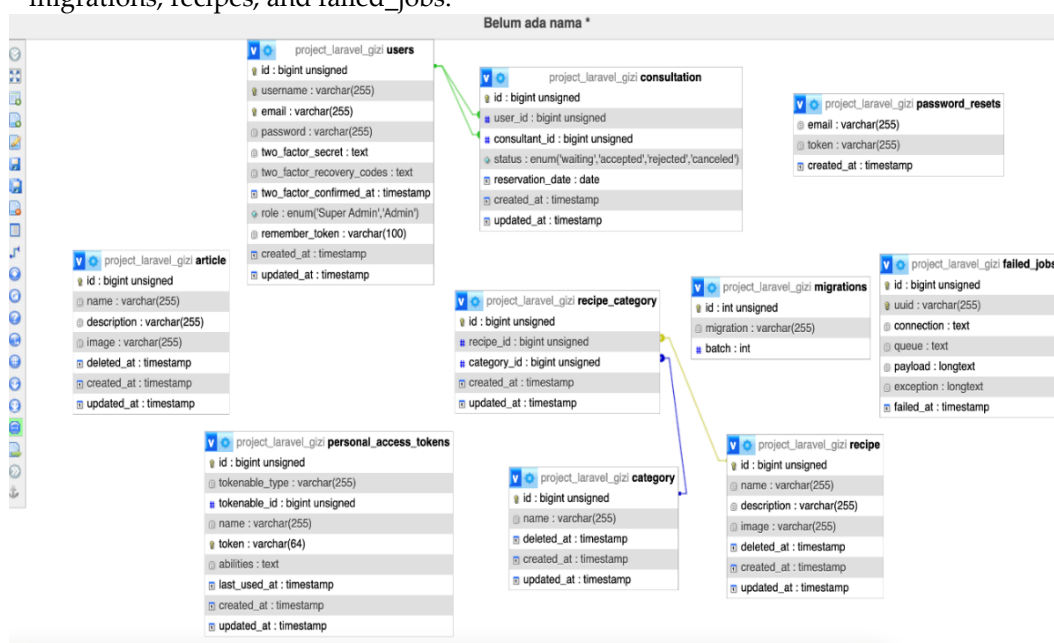 migrations, recipes, and failed_jobs.
Belum ada nama *
project_laravel_gizi users
id : bigint unsigned
username : varchar(255)
email : varchar(255)
password : varchar(255)
two_factor_secret : text
two_factor_recovery_codes : text
two_factor_confirmed_at : timestamp
role : enum('Super Admin','Admin')
remember_token : varchar(100)
created_at : timestamp
updated_at : timestamp
project_laravel_gizi consultation
id : bigint unsigned
user_id : bigint unsigned
consultant_id : bigint unsigned
status : enum('waiting','accepted','rejected','canceled')
reservation_date : date
created_at : timestamp
updated_at : timestamp
project_laravel_gizi password_resets
email : varchar(255)
token : varchar(255)
created_at : timestamp
project_laravel_gizi article
id : bigint unsigned
name : varchar(255)
description : varchar(255)
image : varchar(255)
deleted_at : timestamp
created_at : timestamp
updated_at : timestamp
project_laravel_gizi recipe_category
id : bigint unsigned
recipe_id : bigint unsigned
category_id : bigint unsigned
created_at : timestamp
updated_at : timestamp
project_laravel_gizi migrations
id : int unsigned
migration : varchar(255)
batch : int
project_laravel_gizi failed_jobs
id : bigint unsigned
uuid : varchar(255)
connection : text
queue : text
payload : longtext
exception : longtext
failed_at : timestamp
project_laravel_gizi personal_access_tokens
id : bigint unsigned
tokenable_type : varchar(255)
tokenable_id : bigint unsigned
name : varchar(255)
token : varchar(64)
abilities : text
last_used_at : timestamp
created_at : timestamp
updated_at : timestamp
project_laravel_gizi category
id : bigint unsigned
name : varchar(255)
deleted_at : timestamp
created_at : timestamp
updated_at : timestamp
project_laravel_gizi recipe
id : bigint unsigned
name : varchar(255)
description : varchar(255)
image : varchar(255)
deleted_at : timestamp
created_at : timestamp
updated_at : timestamp